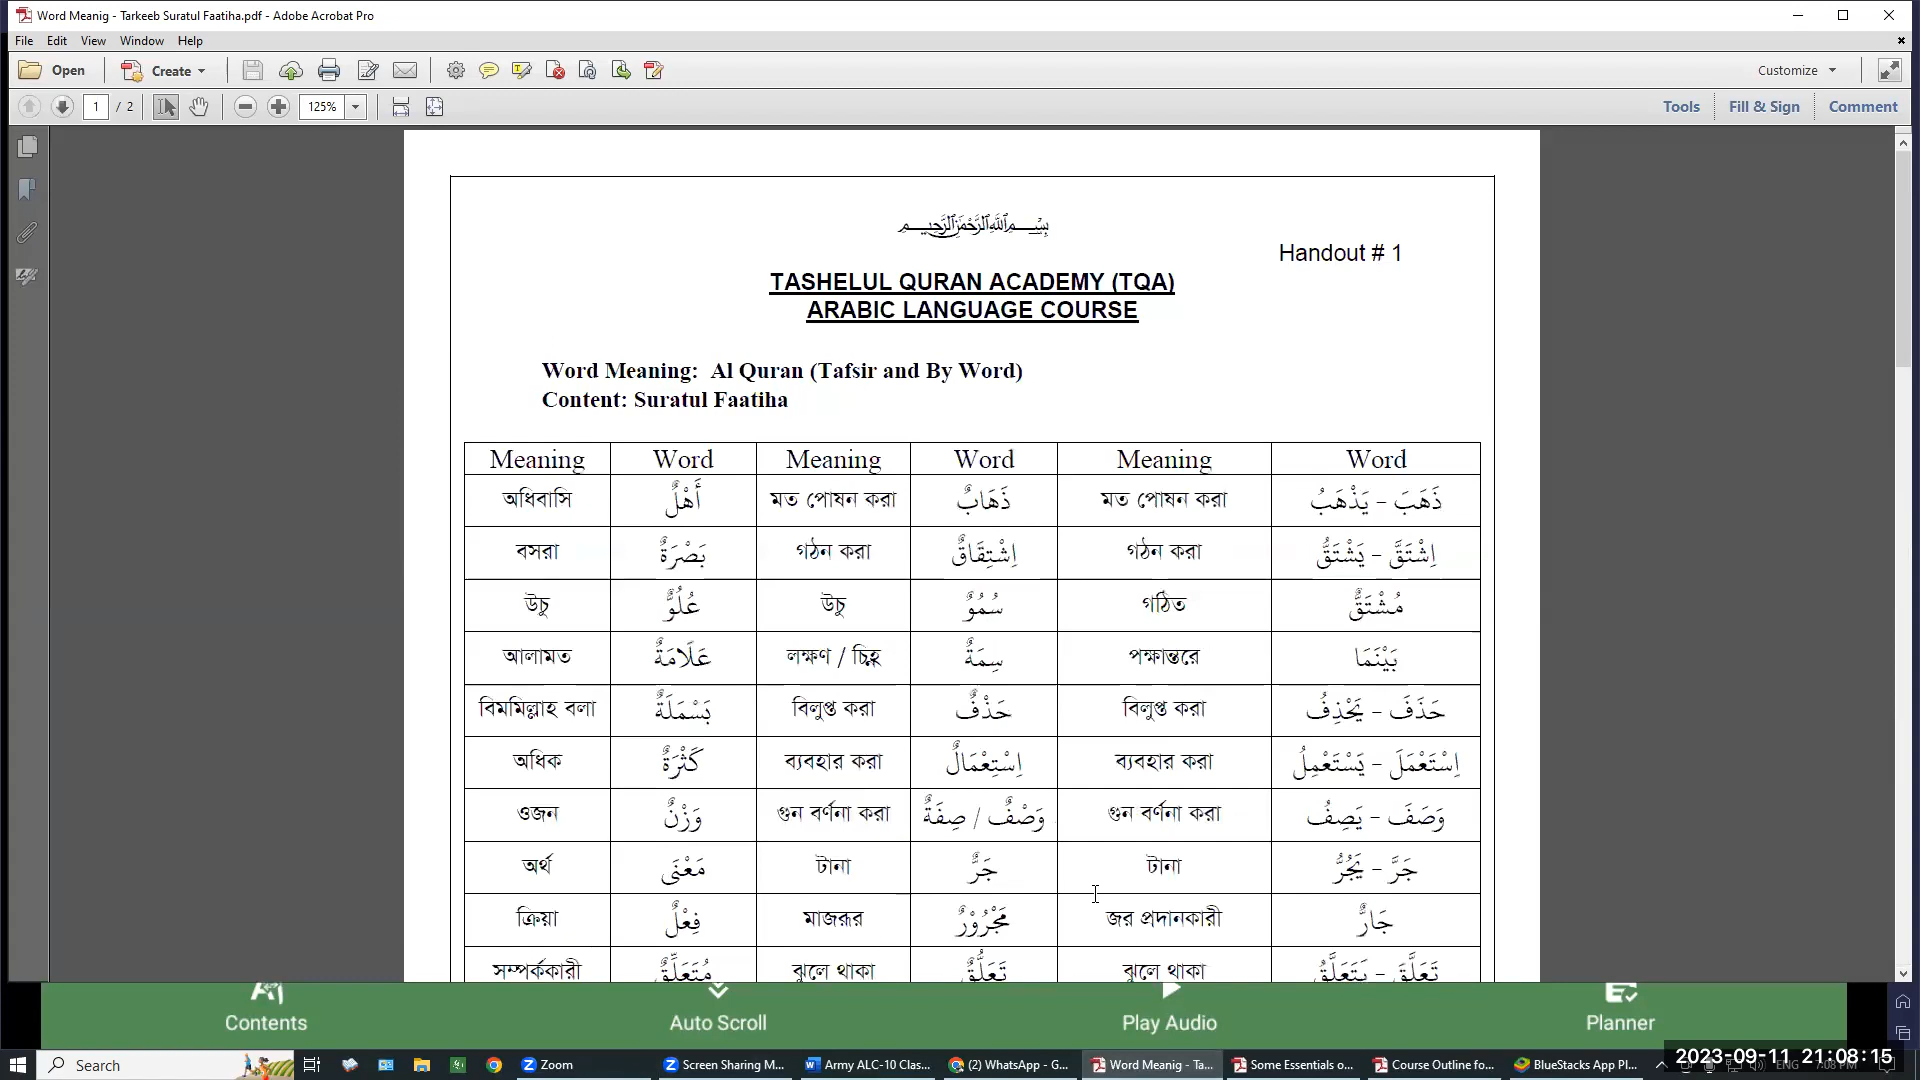 Word Meanig - Tarkeeb Suratul Faatiha.pdf - Adobe Acrobat Pro
File Edit View Window Help
Open Create Customize
1 / 2 125% Tools Fill & Sign Comment
Handout # 1
TASHELUL QURAN ACADEMY (TQA)
ARABIC LANGUAGE COURSE
Word Meaning: Al Quran (Tafsir and By Word)
Content: Suratul Faatiha
Meaning Word Meaning Word Meaning Word
অধিবাসি أَهْلٌ মত পোষন করা ذَهَابٌ মত পোষন করা ذَهَبَ – يَذْهَبُ
বসরা بَصْرَةٌ গঠন করা اِشْتِقَاقٌ গঠন করা اِشْتَقَّ – يَشْتَقُّ
উচু عُلُوٌّ উচু سُمُوٌ গঠিত مُشْتَقٌّ
আলামত عَلَامَةٌ লক্ষণ / চিহ্ন سِمَةٌ পক্ষান্তরে بَيْنَمَا
বিমমিল্লাহ বলা بَسْمَلَةٌ বিলুপ্ত করা حَذْفٌ বিলুপ্ত করা حَذَفَ – يَحْذِفُ
অধিক كَثْرَةٌ ব্যবহার করা اِسْتِعْمَالٌ ব্যবহার করা اِسْتَعْمَلَ – يَسْتَعْمِلُ
ওজন وَزْنٌ গুন বর্ণনা করা وَصْفٌ / صِفَةٌ গুন বর্ণনা করা وَصَفَ – يَصِفُ
অর্থ مَعْنَى টানা جَرٌّ টানা جَرَّ – يَجُرُّ
ক্রিয়া فِعْلٌ মাজরূর مَجْرُوْرٌ জর প্রদানকারী جَارٌّ
সম্পর্ককারী مُتَعَلِّقٌ ঝুলে থাকা تَعَلُّقٌ ঝুলে থাকা تَعَلَّقَ – يَتَعَلَّقُ
Contents Auto Scroll Play Audio Planner
Search Zoom Screen Sharing M... Army ALC-10 Clas... (2) WhatsApp - G... Word Meanig - Ta... Some Essentials o... Course Outline fo... BlueStacks App Pl... ENG
2023-09-11 21:08:15